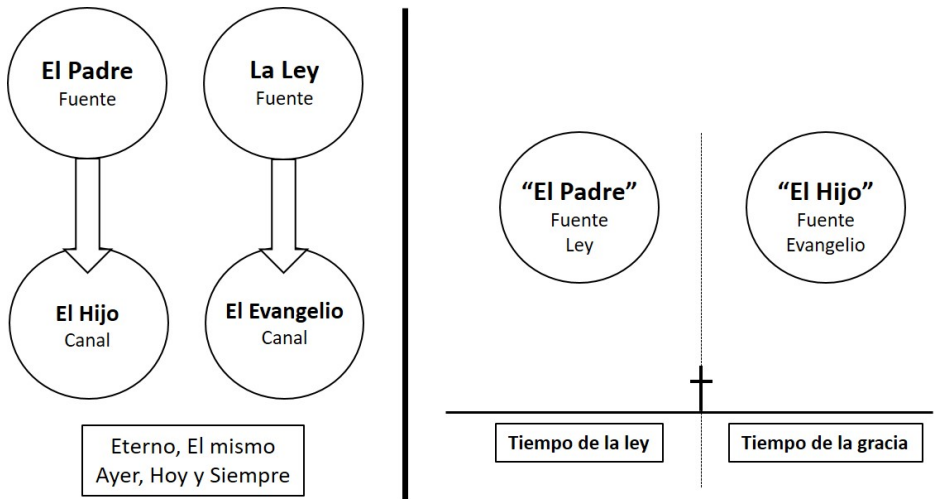 El Padre
Fuente
La Ley
Fuente
El Hijo
Canal
El Evangelio
Canal
Eterno, El mismo
Ayer, Hoy y Siempre
“El Padre”
Fuente
Ley
“El Hijo”
Fuente
Evangelio
Tiempo de la ley
Tiempo de la gracia